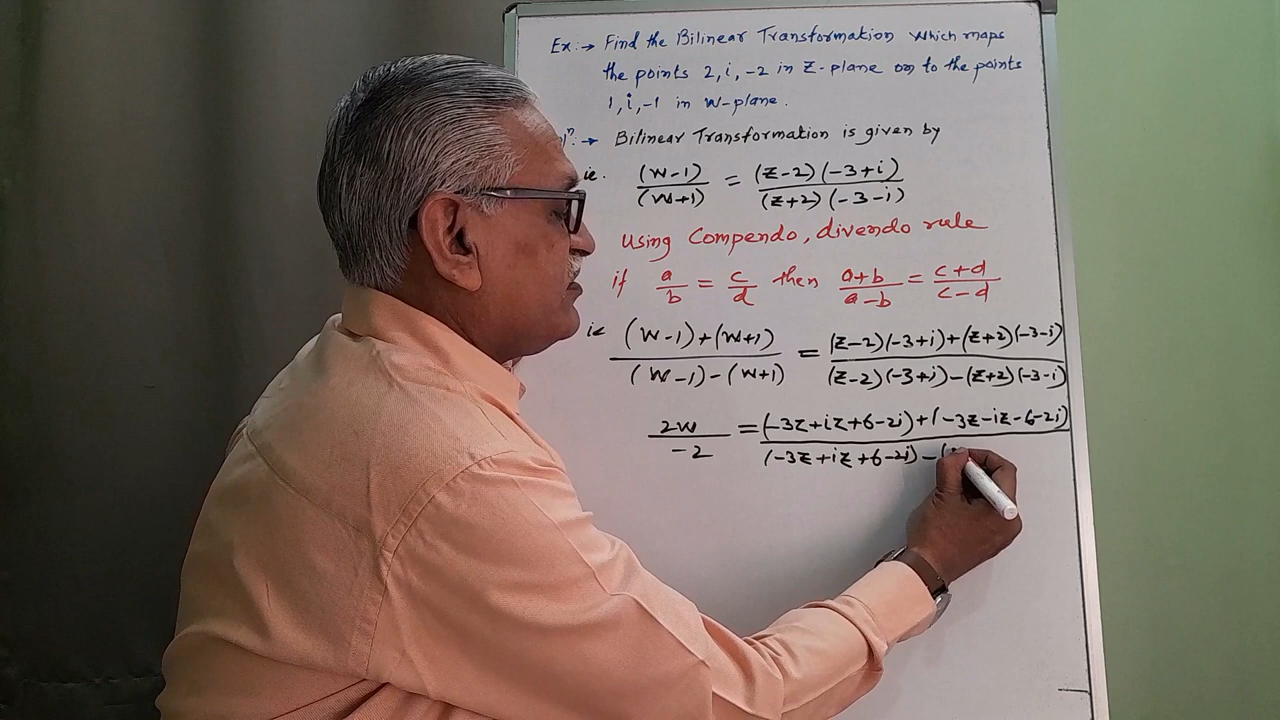 Ex:→ Find the Bilinear Transformation which maps
the points 2, i, -2 in Z-plane on to the points
1, i, -1 in w-plane.
:→ Bilinear Transformation is given by
ie. (w-1)/(w+1) = (z-2)(-3+i)/(z+2)(-3-i)
Using Compendo, divendo rule
if a/b = c/d then a+b/a-b = c+d/c-d
ie (w-1)+(w+1)/(w-1)-(w+1) = (z-2)(-3+i)+(z+2)(-3-i)/(z-2)(-3+i)-(z+2)(-3-i)
2w/-2 = (-3z+iz+6-2i)+(-3z-iz-6-2i)/(-3z+iz+6-2i)-(